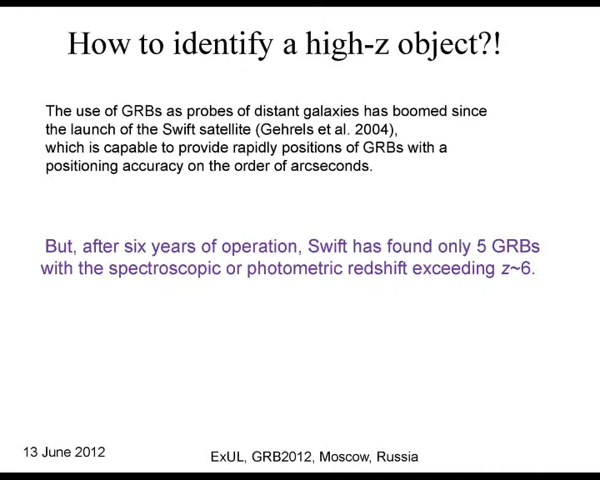 How to identify a high-z object?!
The use of GRBs as probes of distant galaxies has boomed since
the launch of the Swift satellite (Gehrels et al. 2004),
which is capable to provide rapidly positions of GRBs with a
positioning accuracy on the order of arcseconds.
But, after six years of operation, Swift has found only 5 GRBs
with the spectroscopic or photometric redshift exceeding z~6.
13 June 2012
ExUL, GRB2012, Moscow, Russia